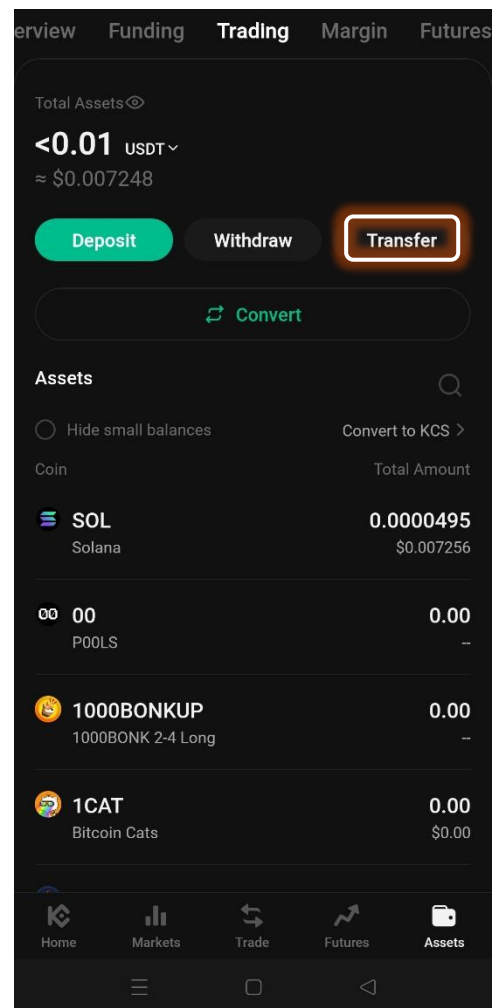 erview Funding Trading Margin Futures
Total Assets
<0.01 USDT
≈ $0.007248
Deposit Withdraw Transfer
Convert
Assets
Hide small balances Convert to KCS >
Coin Total Amount
SOL 0.0000495
Solana $0.007256
00 00 0.00
P00LS --
1000BONKUP 0.00
1000BONK 2-4 Long --
1CAT 0.00
Bitcoin Cats $0.00
Home Markets Trade Futures Assets